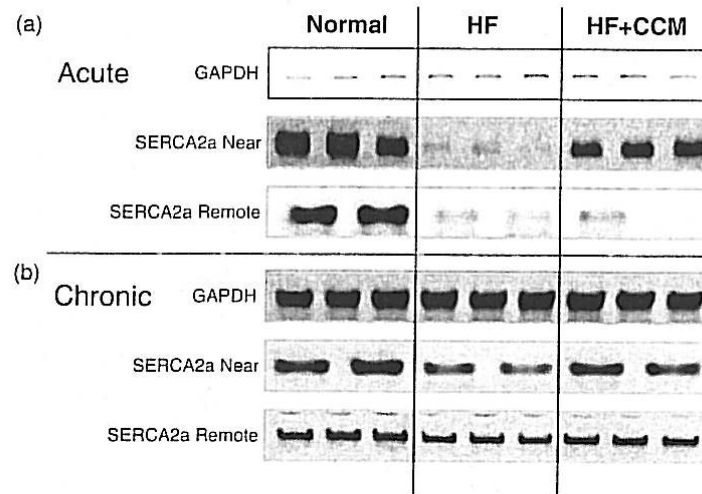 (a)
Normal HF HF+CCM
Acute GAPDH
SERCA2a Near
SERCA2a Remote
(b)
Chronic GAPDH
SERCA2a Near
SERCA2a Remote